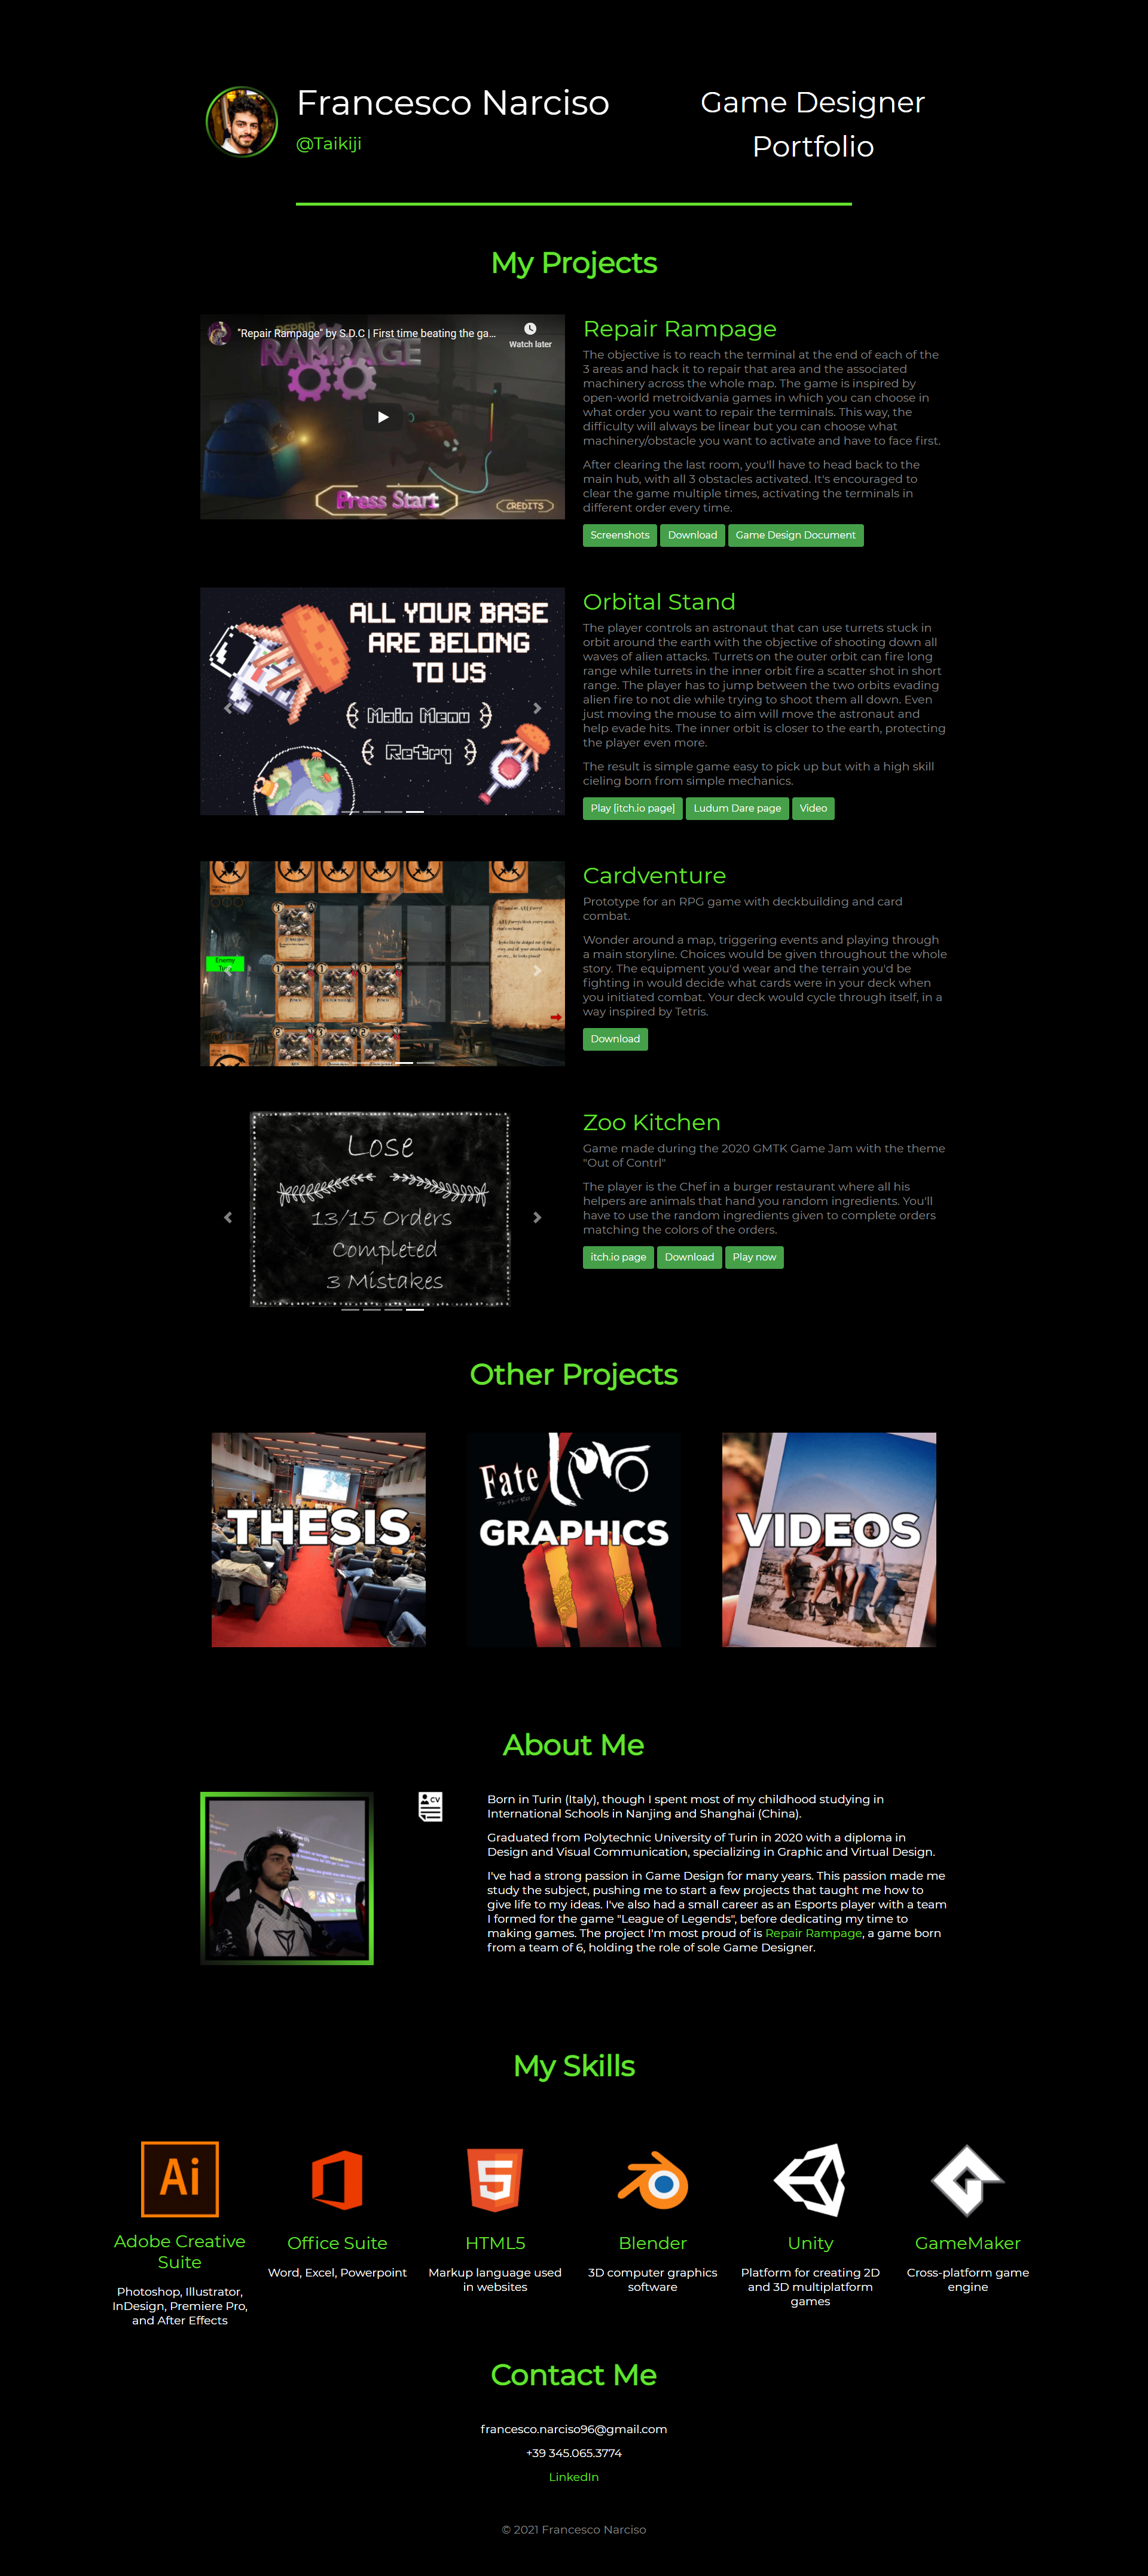 Francesco Narciso
@Taikiji
Game Designer
Portfolio
My Projects
"Repair Rampage" by S.D.C | First time beating the ga...
Watch later
REPAIR
RAMPAGE
Press Start
CREDITS
Repair Rampage
The objective is to reach the terminal at the end of each of the
3 areas and hack it to repair that area and the associated
machinery across the whole map. The game is inspired by
open-world metroidvania games in which you can choose in
what order you want to repair the terminals. This way, the
difficulty will always be linear but you can choose what
machinery/obstacle you want to activate and have to face first.
After clearing the last room, you'll have to head back to the
main hub, with all 3 obstacles activated. It's encouraged to
clear the game multiple times, activating the terminals in
different order every time.
Screenshots Download Game Design Document
ALL YOUR BASE
ARE BELONG
TO US
Main Menu
Retry
Orbital Stand
The player controls an astronaut that can use turrets stuck in
orbit around the earth with the objective of shooting down all
waves of alien attacks. Turrets on the outer orbit can fire long
range while turrets in the inner orbit fire a scatter shot in short
range. The player has to jump between the two orbits evading
alien fire to not die while trying to shoot them all down. Even
just moving the mouse to aim will move the astronaut and
help evade hits. The inner orbit is closer to the earth, protecting
the player even more.
The result is simple game easy to pick up but with a high skill
cieling born from simple mechanics.
Play [itch.io page] Ludum Dare page Video
Enemy
Cardventure
Prototype for an RPG game with deckbuilding and card
combat.
Wonder around a map, triggering events and playing through
a main storyline. Choices would be given throughout the whole
story. The equipment you'd wear and the terrain you'd be
fighting in would decide what cards were in your deck when
you initiated combat. Your deck would cycle through itself, in a
way inspired by Tetris.
Download
Lose
13/15 Orders
Completed
3 Mistakes
Zoo Kitchen
Game made during the 2020 GMTK Game Jam with the theme
"Out of Contrl"
The player is the Chef in a burger restaurant where all his
helpers are animals that hand you random ingredients. You'll
have to use the random ingredients given to complete orders
matching the colors of the orders.
itch.io page Download Play now
Other Projects
THESIS
Fate
GRAPHICS
VIDEOS
About Me
CV
Born in Turin (Italy), though I spent most of my childhood studying in
International Schools in Nanjing and Shanghai (China).
Graduated from Polytechnic University of Turin in 2020 with a diploma in
Design and Visual Communication, specializing in Graphic and Virtual Design.
I've had a strong passion in Game Design for many years. This passion made me
study the subject, pushing me to start a few projects that taught me how to
give life to my ideas. I've also had a small career as an Esports player with a team
I formed for the game "League of Legends", before dedicating my time to
making games. The project I'm most proud of is Repair Rampage, a game born
from a team of 6, holding the role of sole Game Designer.
My Skills
Ai
Adobe Creative
Suite
Photoshop, Illustrator,
InDesign, Premiere Pro,
and After Effects
Office Suite
Word, Excel, Powerpoint
5
HTML5
Markup language used
in websites
Blender
3D computer graphics
software
Unity
Platform for creating 2D
and 3D multiplatform
games
GameMaker
Cross-platform game
engine
Contact Me
francesco.narciso96@gmail.com
+39 345.065.3774
LinkedIn
© 2021 Francesco Narciso